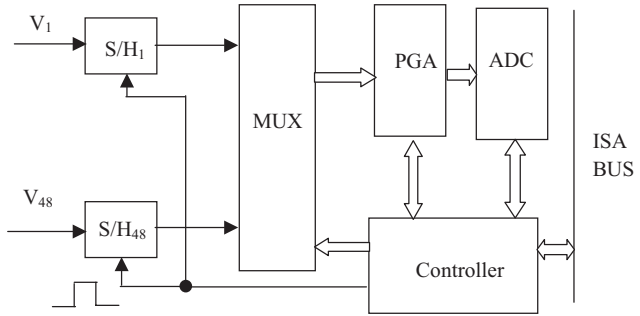 V₁
S/H₁
MUX
PGA
ADC
ISA
BUS
V₄₈
S/H₄₈
Controller